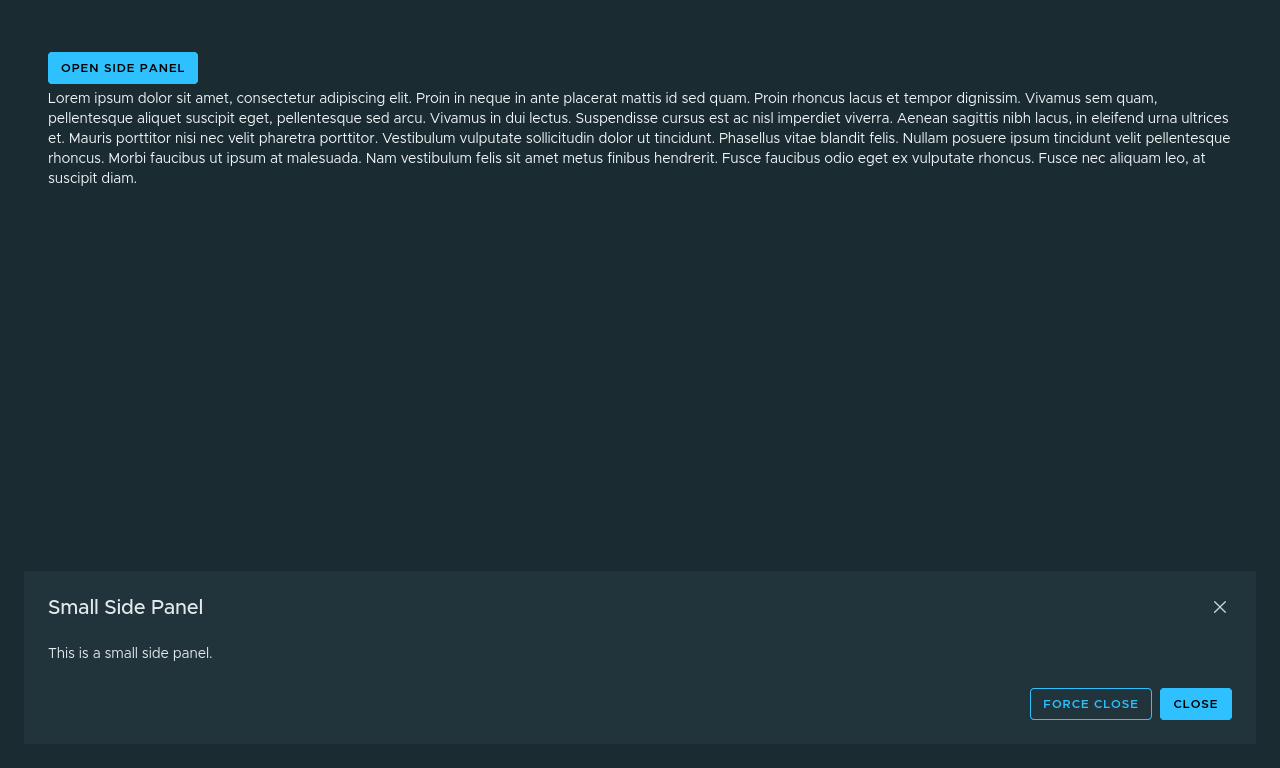 OPEN SIDE PANEL
Lorem ipsum dolor sit amet, consectetur adipiscing elit. Proin in neque in ante placerat mattis id sed quam. Proin rhoncus lacus et tempor dignissim. Vivamus sem quam,
pellentesque aliquet suscipit eget, pellentesque sed arcu. Vivamus in dui lectus. Suspendisse cursus est ac nisl imperdiet viverra. Aenean sagittis nibh lacus, in eleifend urna ultrices
et. Mauris porttitor nisi nec velit pharetra porttitor. Vestibulum vulputate sollicitudin dolor ut tincidunt. Phasellus vitae blandit felis. Nullam posuere ipsum tincidunt velit pellentesque
rhoncus. Morbi faucibus ut ipsum at malesuada. Nam vestibulum felis sit amet metus finibus hendrerit. Fusce faucibus odio eget ex vulputate rhoncus. Fusce nec aliquam leo, at
suscipit diam.
Small Side Panel
This is a small side panel.
FORCE CLOSE
CLOSE